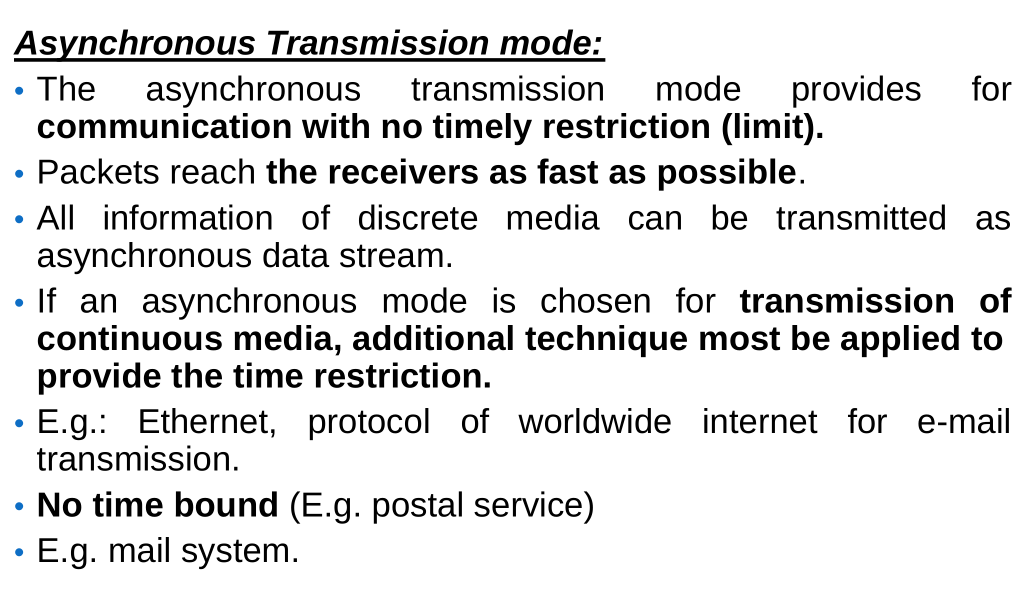 Asynchronous Transmission mode:
• The asynchronous transmission mode provides for
communication with no timely restriction (limit).
• Packets reach the receivers as fast as possible.
• All information of discrete media can be transmitted as
asynchronous data stream.
• If an asynchronous mode is chosen for transmission of
continuous media, additional technique most be applied to
provide the time restriction.
• E.g.: Ethernet, protocol of worldwide internet for e-mail
transmission.
• No time bound (E.g. postal service)
• E.g. mail system.